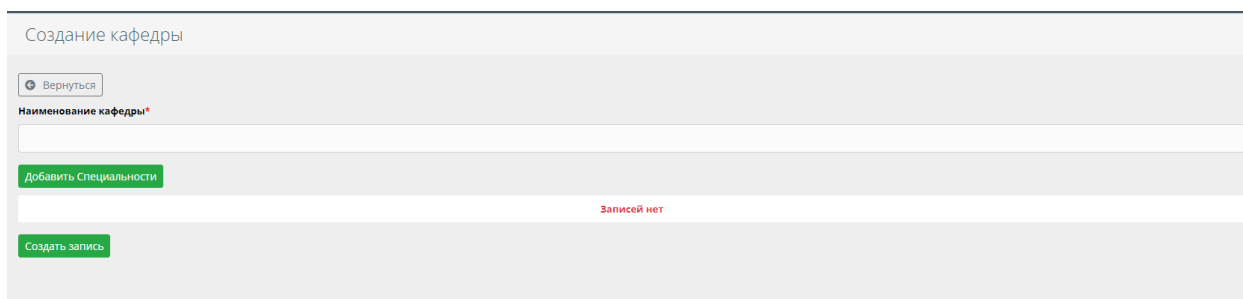 Создание кафедры
Вернуться
Наименование кафедры*
Добавить Специальности
Записей нет
Создать запись